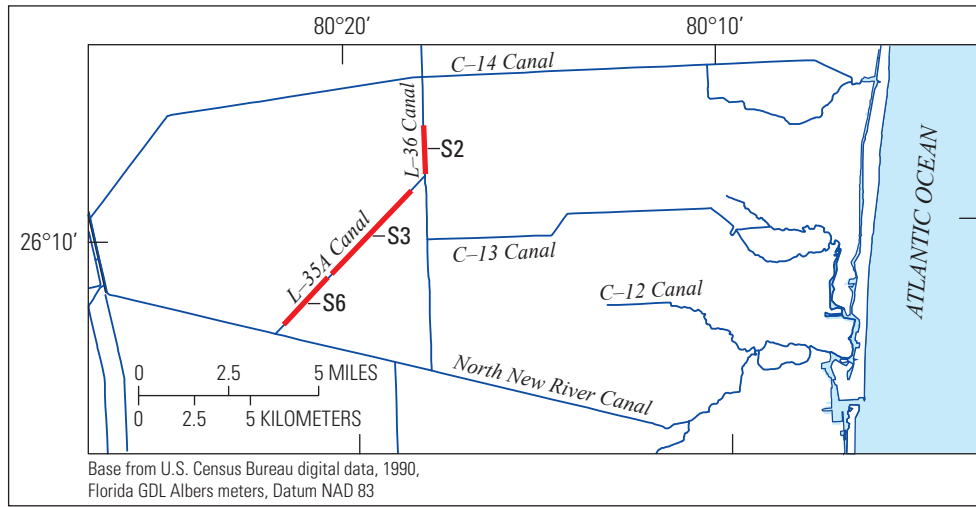 80°20’
80°10’
C–14 Canal
L–36 Canal
S2
ATLANTIC OCEAN
26°10’
L–35A Canal
S3
C–13 Canal
C–12 Canal
S6
North New River Canal
0 2.5 5 MILES
0 2.5 5 KILOMETERS
Base from U.S. Census Bureau digital data, 1990,
Florida GDL Albers meters, Datum NAD 83